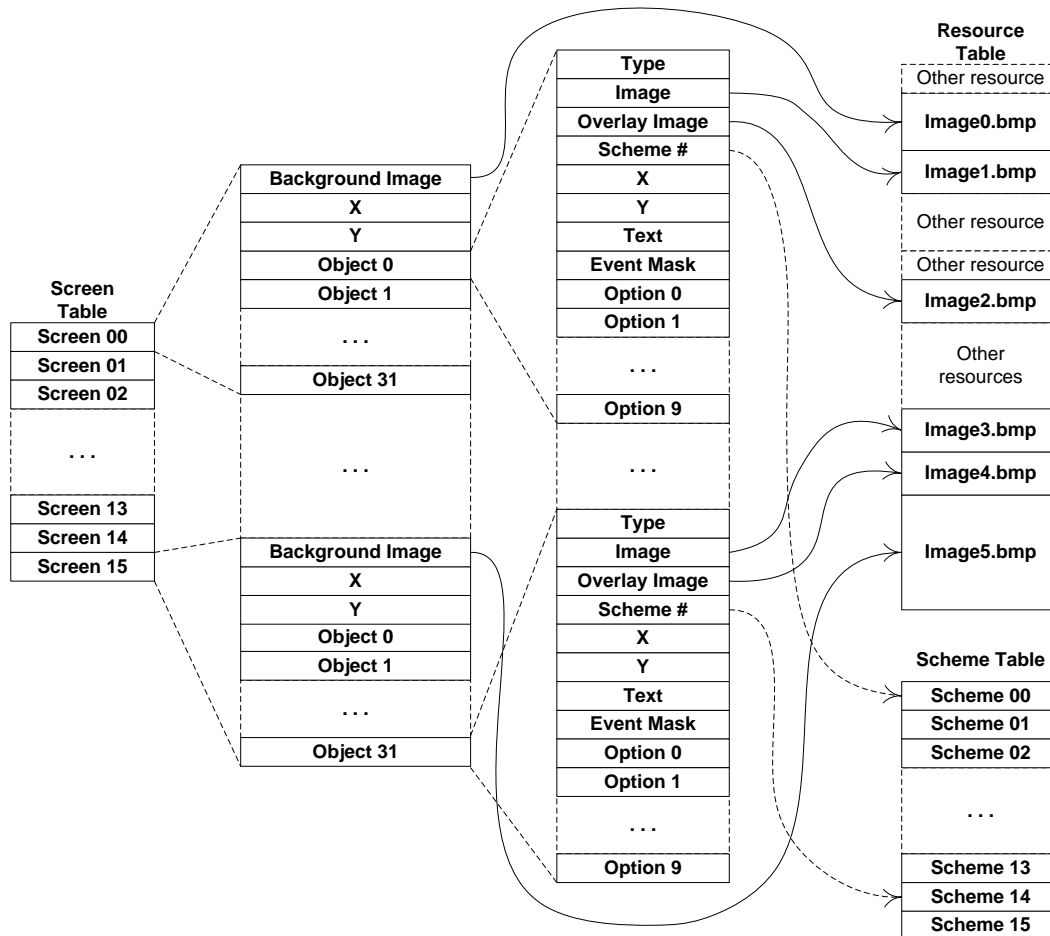 Screen
Table
Screen 00
Screen 01
Screen 02
. . .
Screen 13
Screen 14
Screen 15
Background Image
X
Y
Object 0
Object 1
. . .
Object 31
. . .
Background Image
X
Y
Object 0
Object 1
. . .
Object 31
Type
Image
Overlay Image
Scheme #
X
Y
Text
Event Mask
Option 0
Option 1
. . .
Option 9
. . .
Type
Image
Overlay Image
Scheme #
X
Y
Text
Event Mask
Option 0
Option 1
. . .
Option 9
Resource
Table
Other resource
Image0.bmp
Image1.bmp
Other resource
Other resource
Image2.bmp
Other
resources
Image3.bmp
Image4.bmp
Image5.bmp
Scheme Table
Scheme 00
Scheme 01
Scheme 02
. . .
Scheme 13
Scheme 14
Scheme 15